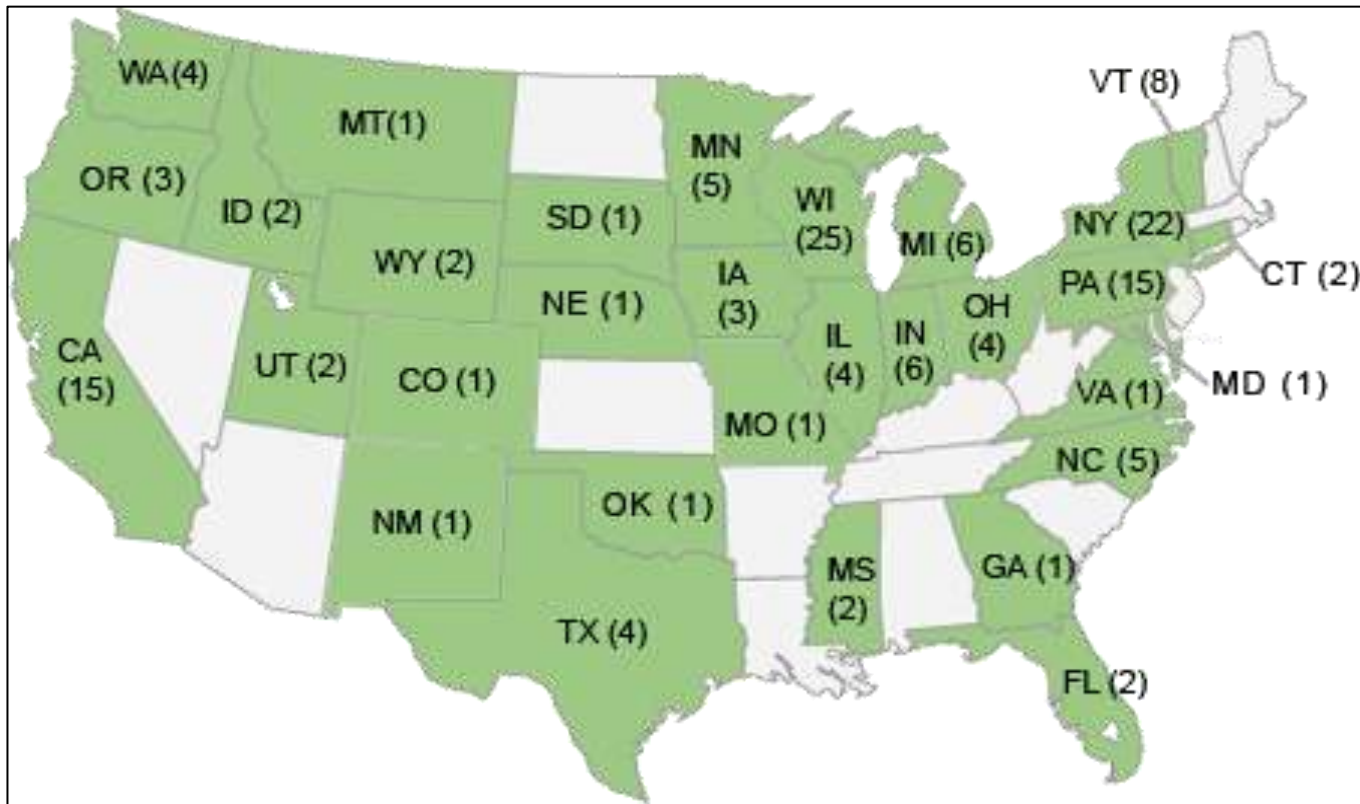 WA(4)
MT(1)
VT (8)
OR (3)
ID (2)
SD (1)
MN
(5)
WI
(25)
MI (6)
NY (22)
CT (2)
WY (2)
NE (1)
IA
(3)
PA (15)
CA
(15)
UT (2)
CO (1)
IL
(4)
IN
(6)
OH
(4)
MD (1)
VA (1)
MO (1)
NC (5)
NM (1)
OK (1)
MS
(2)
GA (1)
TX (4)
FL (2)